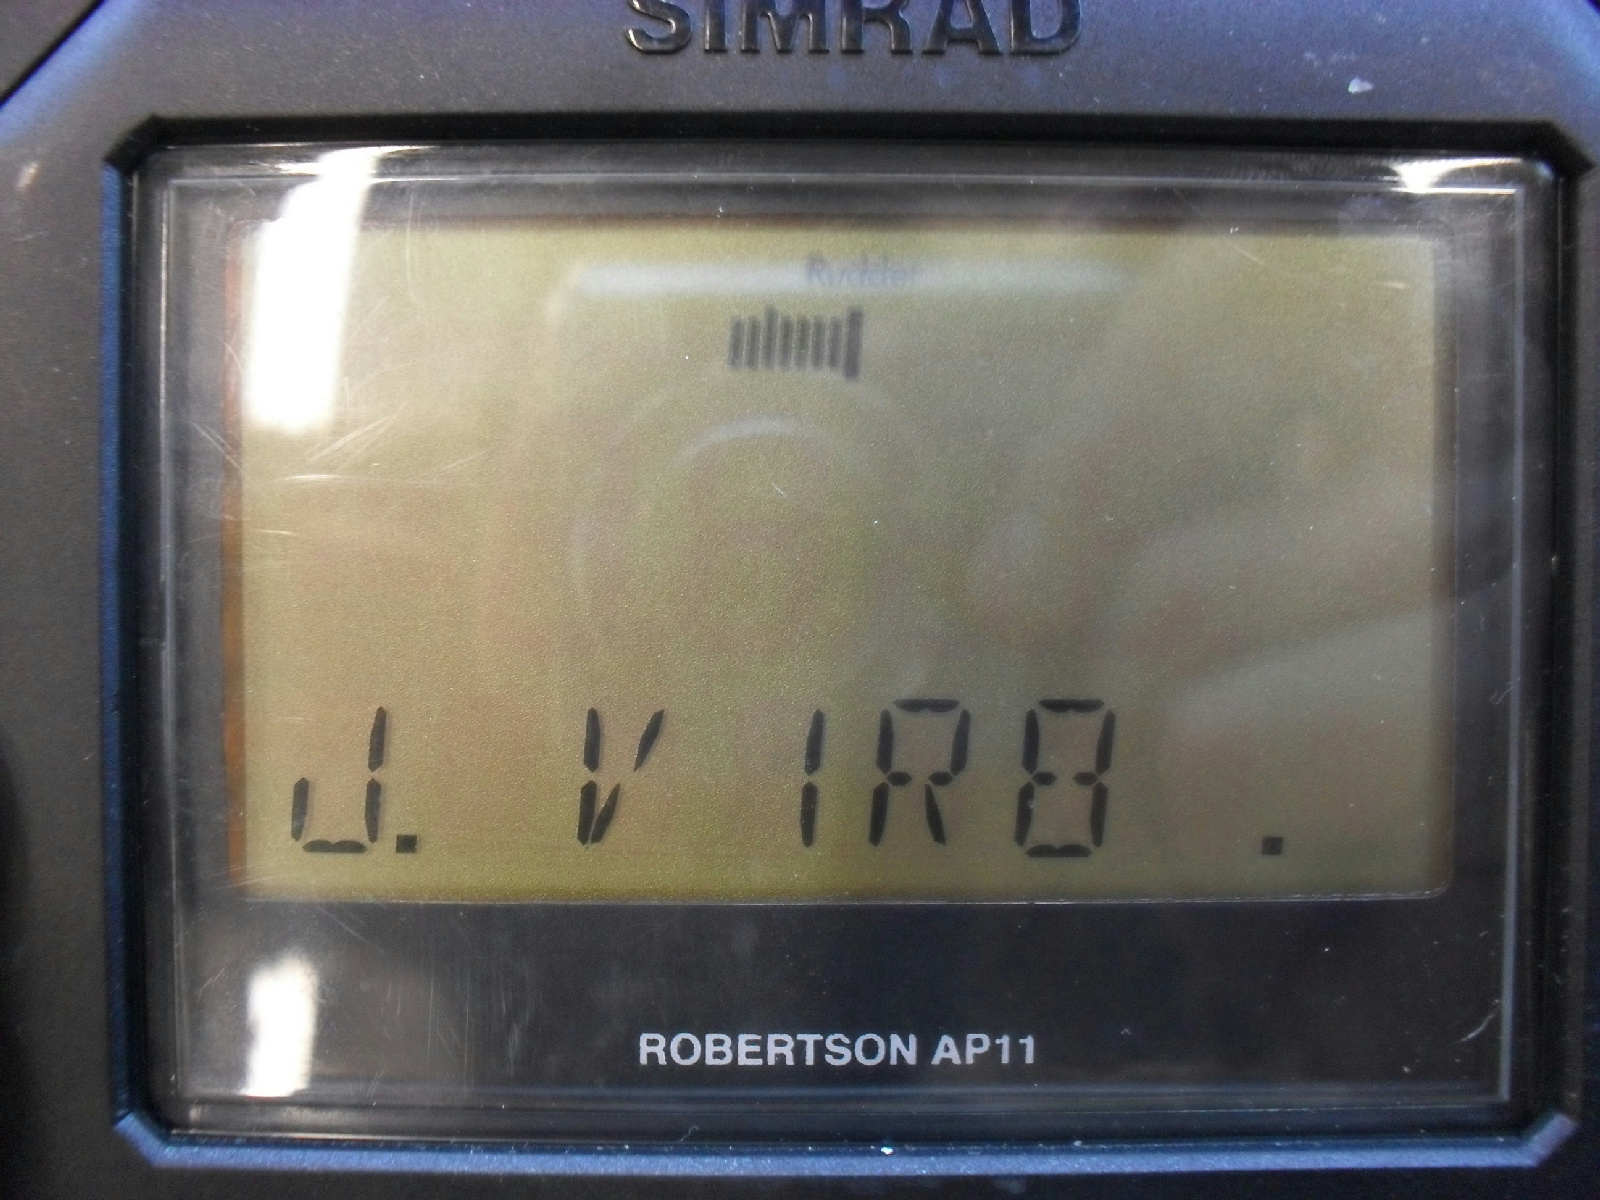 SIMRAD
Rudder
J. V 1R8 .
ROBERTSON AP11